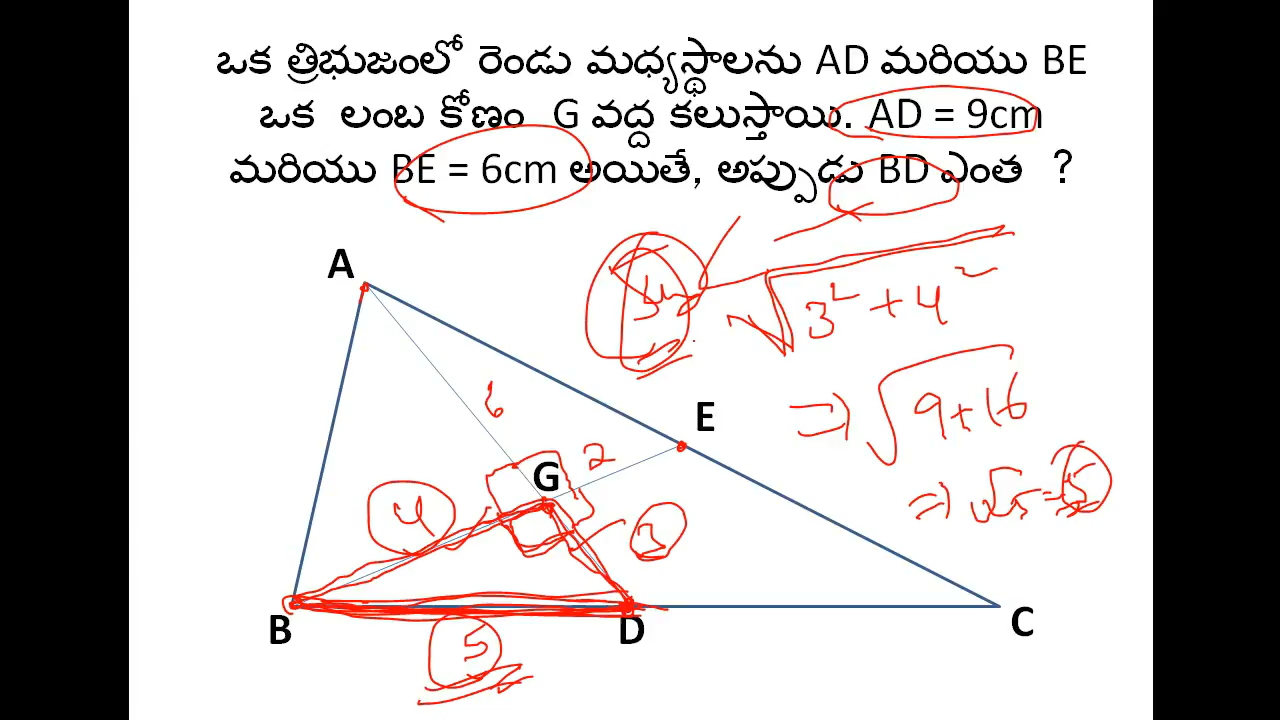 ఒక త్రిభుజంలో రెండు మధ్యస్థాలను AD మరియు BE
ఒక లంబ కోణం G వద్ద కలుస్తాయి. AD = 9cm
మరియు BE = 6cm అయితే, అప్పుడు BD ఎంత ?
A
√3² + 4²
6
E
⇒ √9+16
2
G
4
⇒ √25 = 5
3
B
D
C
5